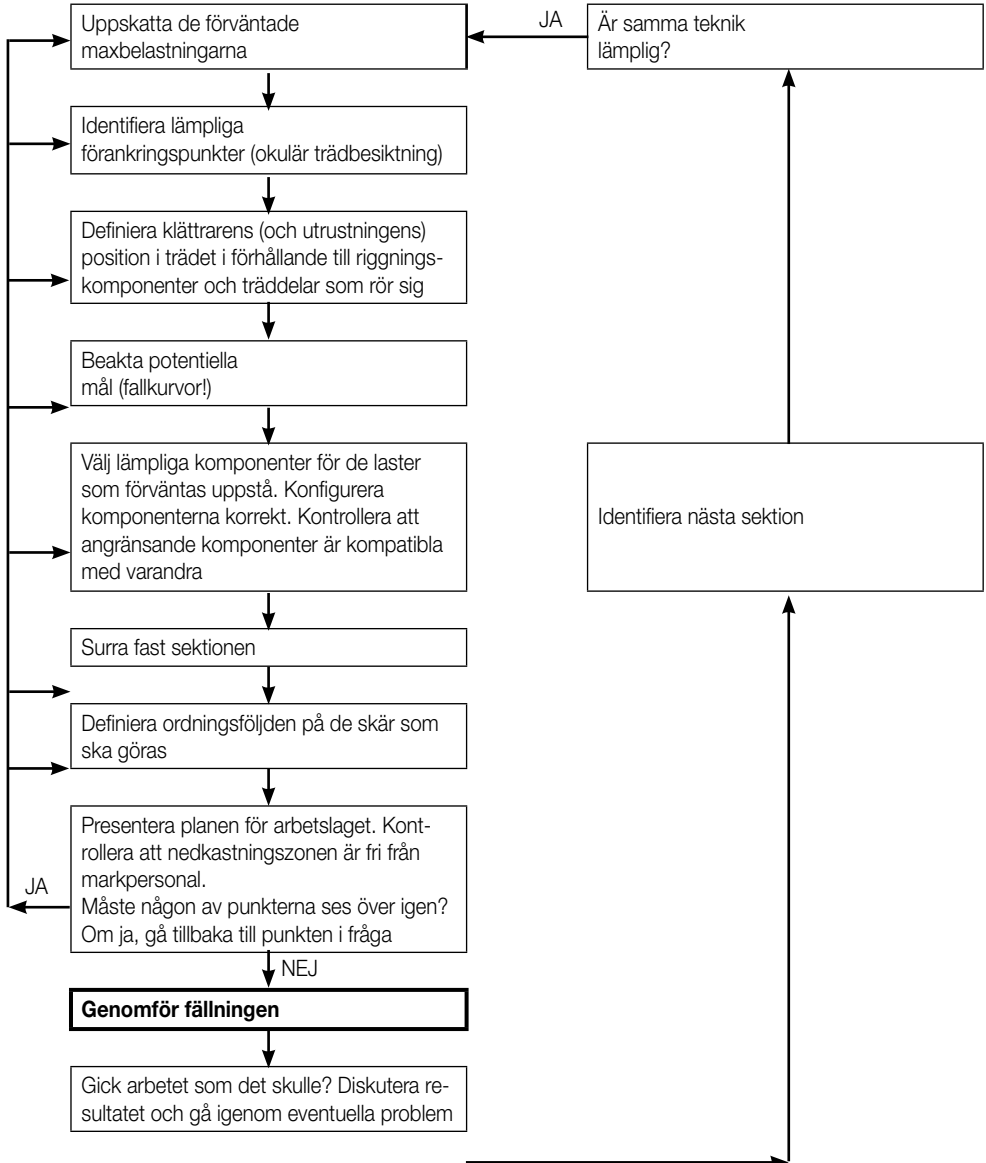 Uppskatta de förväntade
maxbelastningarna
JA
Är samma teknik
lämplig?
Identifiera lämpliga
förankringspunkter (okulär trädbesiktning)
Definiera klättrarens (och utrustningens)
position i trädet i förhållande till riggnings-
komponenter och träddelar som rör sig
Beakta potentiella
mål (fallkurvor!)
Välj lämpliga komponenter för de laster
som förväntas uppstå. Konfigurera
komponenterna korrekt. Kontrollera att
angränsande komponenter är kompatibla
med varandra
Identifiera nästa sektion
Surra fast sektionen
Definiera ordningsföljden på de skär som
ska göras
Presentera planen för arbetslaget. Kont-
rollera att nedkastningszonen är fri från
markpersonal.
Måste någon av punkterna ses över igen?
Om ja, gå tillbaka till punkten i fråga
JA
NEJ
Genomför fällningen
Gick arbetet som det skulle? Diskutera re-
sultatet och gå igenom eventuella problem